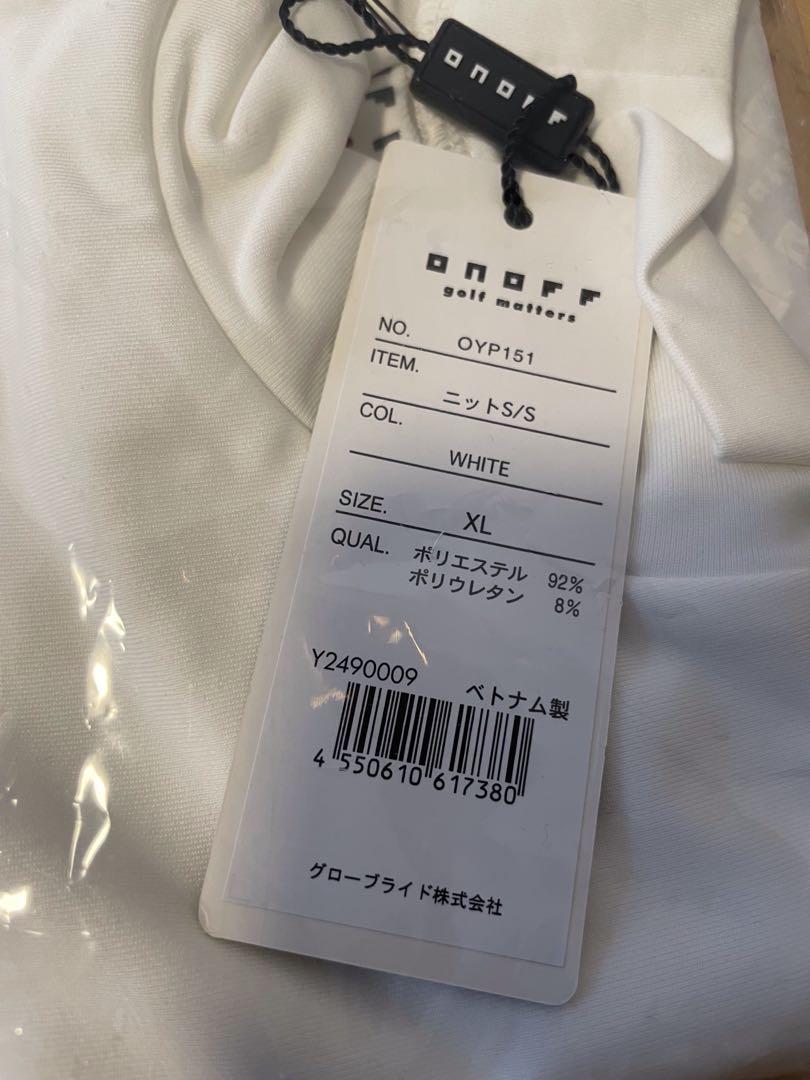 onoff
onoff
golf matters
NO. OYP151
ITEM. ニットS/S
COL. WHITE
SIZE. XL
QUAL. ポリエステル 92%
ポリウレタン 8%
Y2490009 ベトナム製
4 550610 617380
グローブライド株式会社